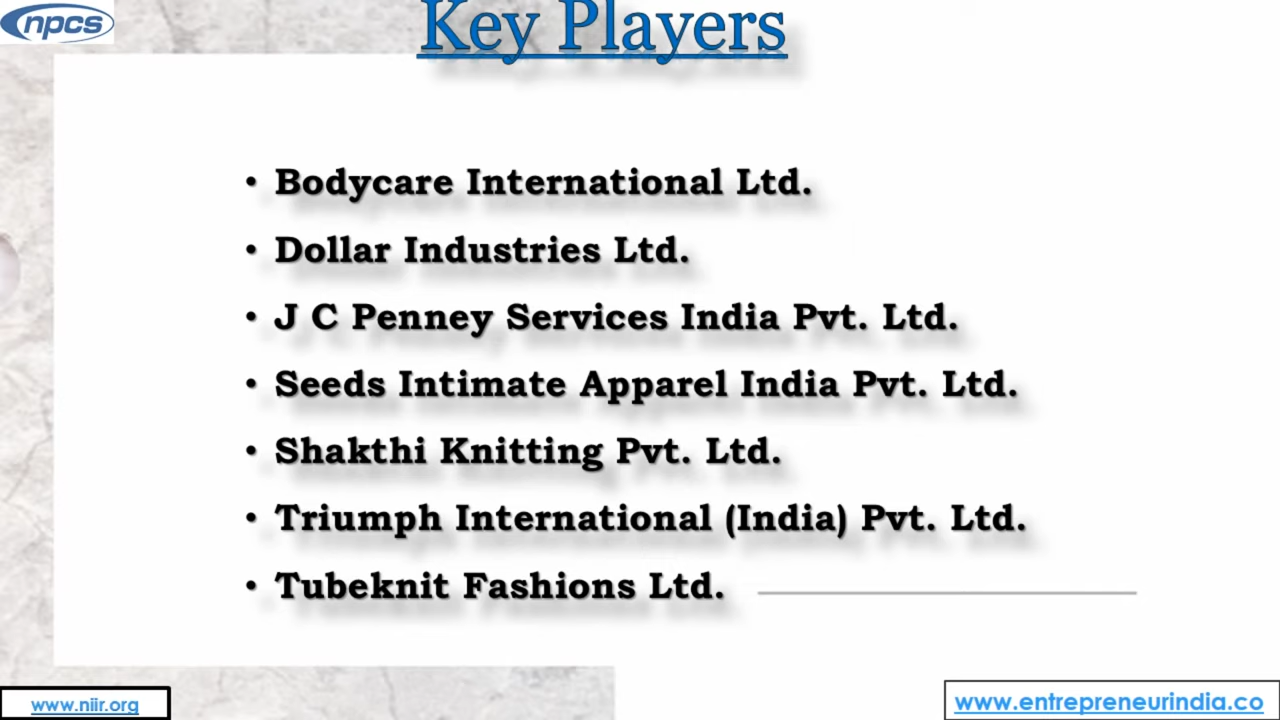 npcs
Key Players
• Bodycare International Ltd.
• Dollar Industries Ltd.
• J C Penney Services India Pvt. Ltd.
• Seeds Intimate Apparel India Pvt. Ltd.
• Shakthi Knitting Pvt. Ltd.
• Triumph International (India) Pvt. Ltd.
• Tubeknit Fashions Ltd.
www.niir.org
www.entrepreneurindia.co